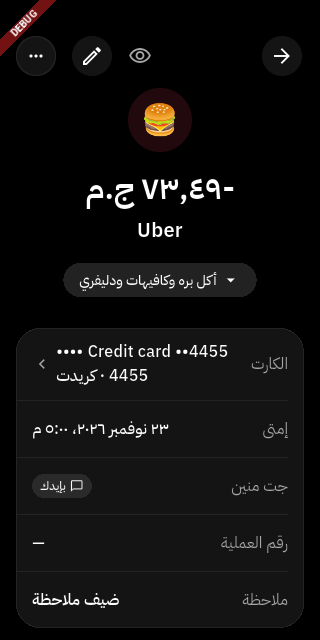 DEBUG
-٧٣,٤٩ ج.م
Uber
أكل بره وكافيهات ودليفري
الكارت
•••• Credit card ••4455
كريدت · 4455
إمتى
٢٣ نوفمبر ٢٠٢٦، ٥:٠٠ م
جت منين
بإيدك
رقم العملية
—
ملاحظة
ضيف ملاحظة